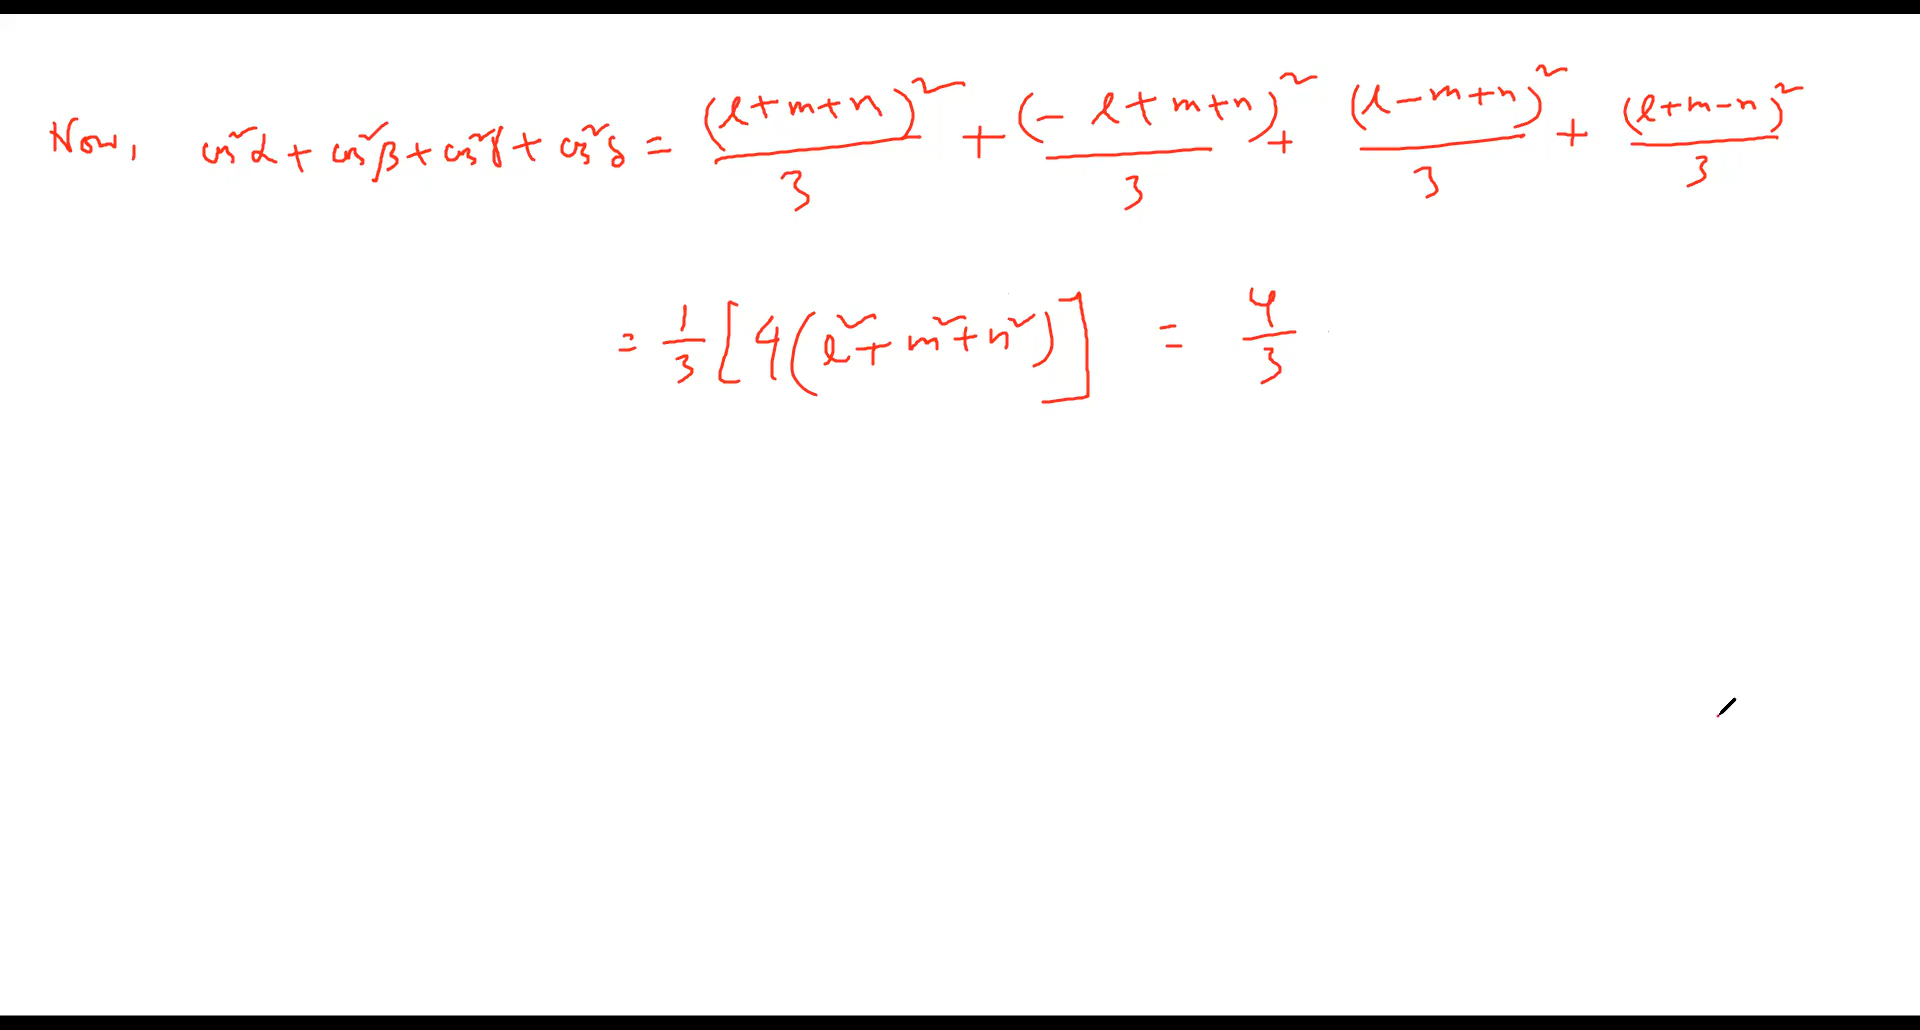 Now, cos²α + cos²β + cos²γ + cos²δ = (l+m+n)²/3 + (-l+m+n)²/3 + (l-m+n)²/3 + (l+m-n)²/3
= 1/3 [4(l²+m²+n²)] = 4/3